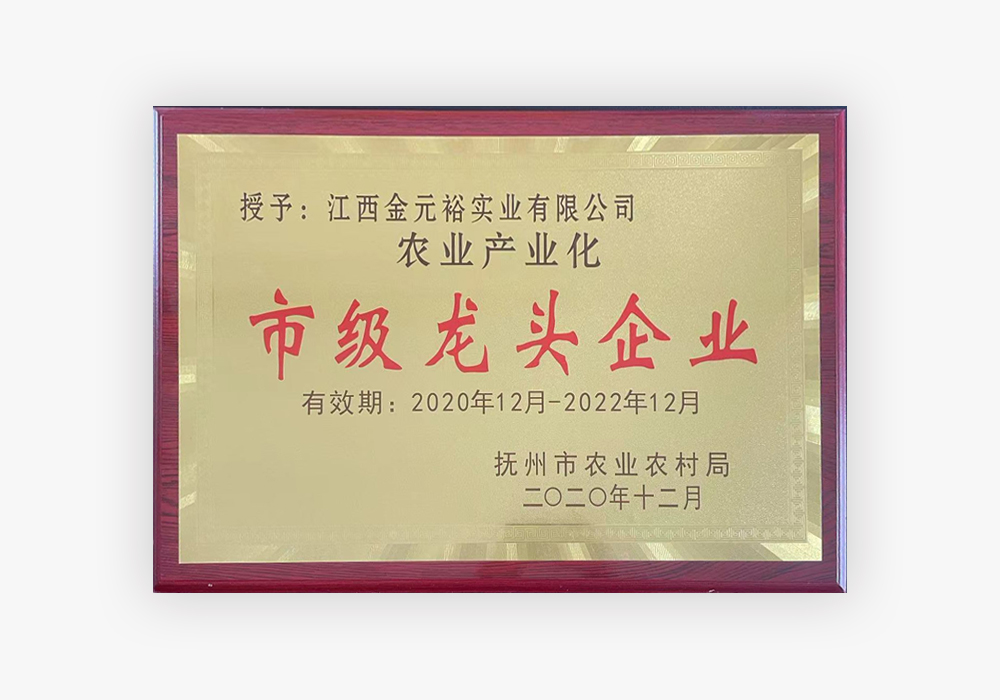 授予：江西金元裕实业有限公司
农业产业化
市级龙头企业
有效期：2020年12月-2022年12月
抚州市农业农村局
二〇二〇年十二月